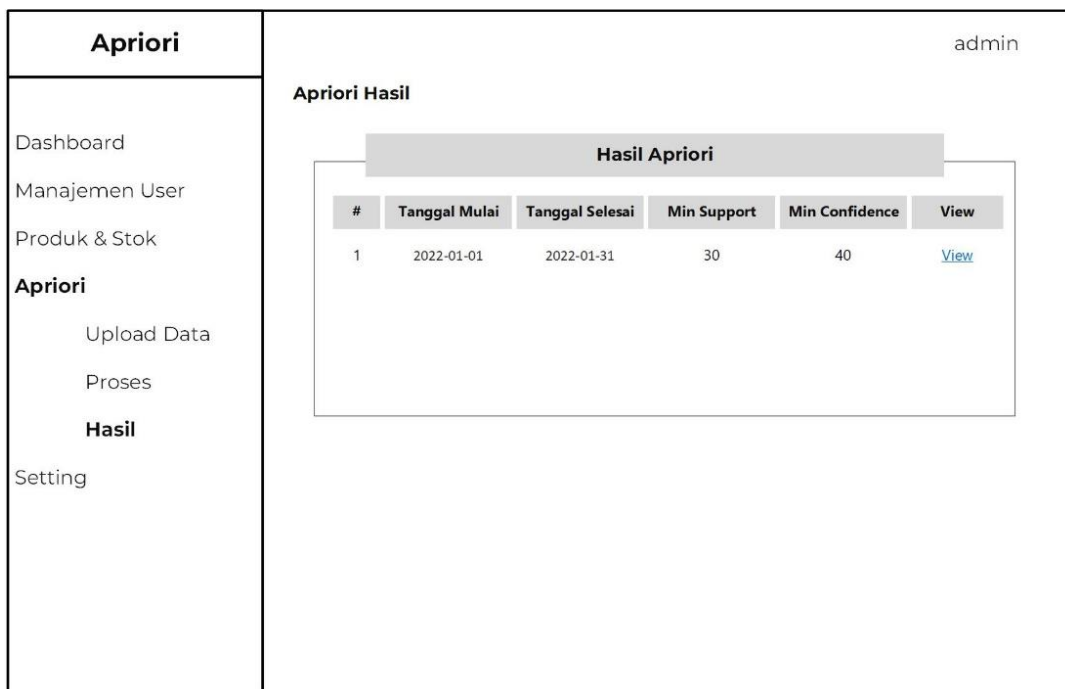 Apriori
admin
Apriori Hasil
Dashboard
Manajemen User
Produk & Stok
Apriori
Upload Data
Proses
Hasil
Setting
Hasil Apriori
# Tanggal Mulai Tanggal Selesai Min Support Min Confidence View
1 2022-01-01 2022-01-31 30 40 View